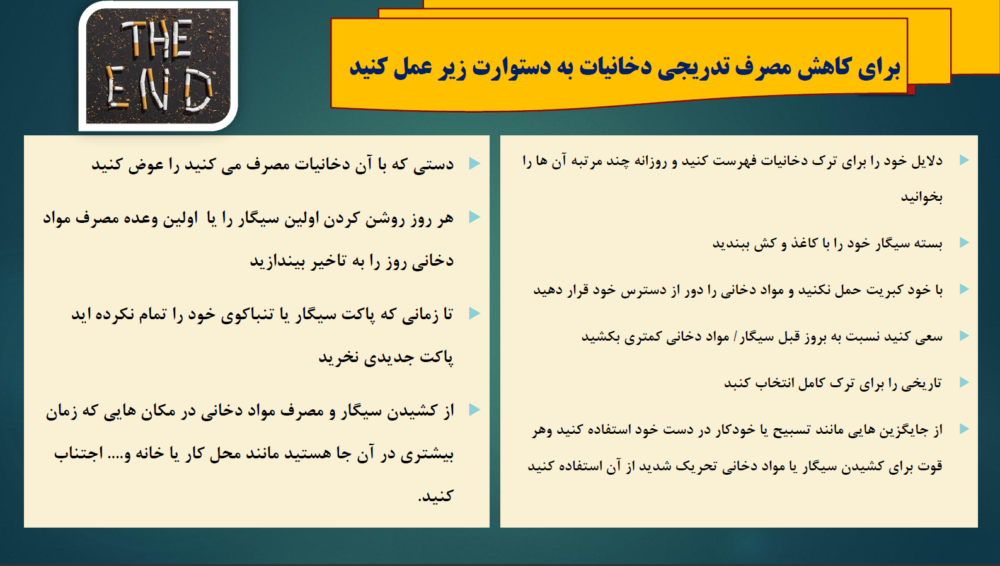 THE
END
برای کاهش مصرف تدریجی دخانیات به دستوارت زیر عمل کنید
دلایل خود را برای ترک دخانیات فهرست کنید و روزانه چند مرتبه آن ها را
بخوانید
بسته سیگار خود را با کاغذ و کش ببندید
با خود کبریت حمل نکنید و مواد دخانی را دور از دسترس خود قرار دهید
سعی کنید نسبت به بروز قبل سیگار/ مواد دخانی کمتری بکشید
تاریخی را برای ترک کامل انتخاب کنبد
از جایگزین هایی مانند تسبیح یا خودکار در دست خود استفاده کنید وهر
قوت برای کشیدن سیگار یا مواد دخانی تحریک شدید از آن استفاده کنید
دستی که با آن دخانیات مصرف می کنید را عوض کنید
هر روز روشن کردن اولین سیگار را یا اولین وعده مصرف مواد
دخانی روز را به تاخیر بیندازید
تا زمانی که پاکت سیگار یا تنباکوی خود را تمام نکرده اید
پاکت جدیدی نخرید
از کشیدن سیگار و مصرف مواد دخانی در مکان هایی که زمان
بیشتری در آن جا هستید مانند محل کار یا خانه و.... اجتناب
کنید.